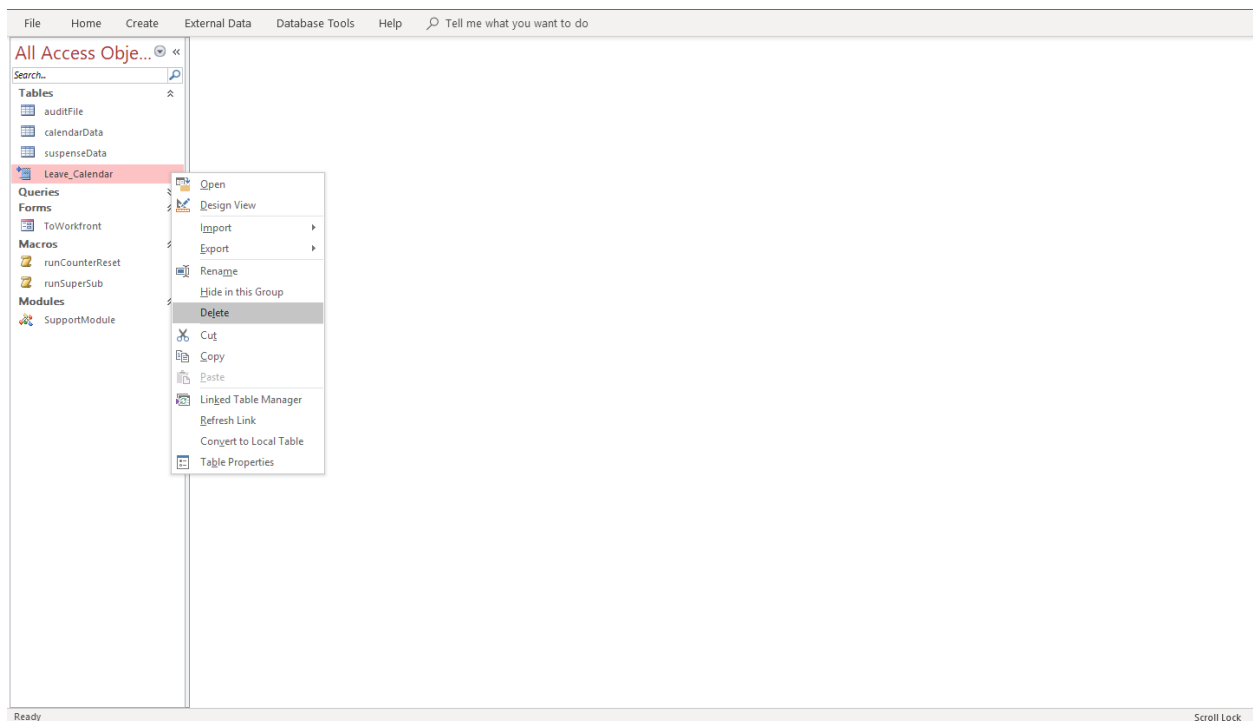 File Home Create External Data Database Tools Help Tell me what you want to do
All Access Obje...
Search...
Tables
auditFile
calendarData
suspenseData
Leave_Calendar
Queries
Forms
ToWorkfront
Macros
runCounterReset
runSuperSub
Modules
SupportModule
Open
Design View
Import
Export
Rename
Hide in this Group
Delete
Cut
Copy
Paste
Linked Table Manager
Refresh Link
Convert to Local Table
Table Properties
Ready Scroll Lock